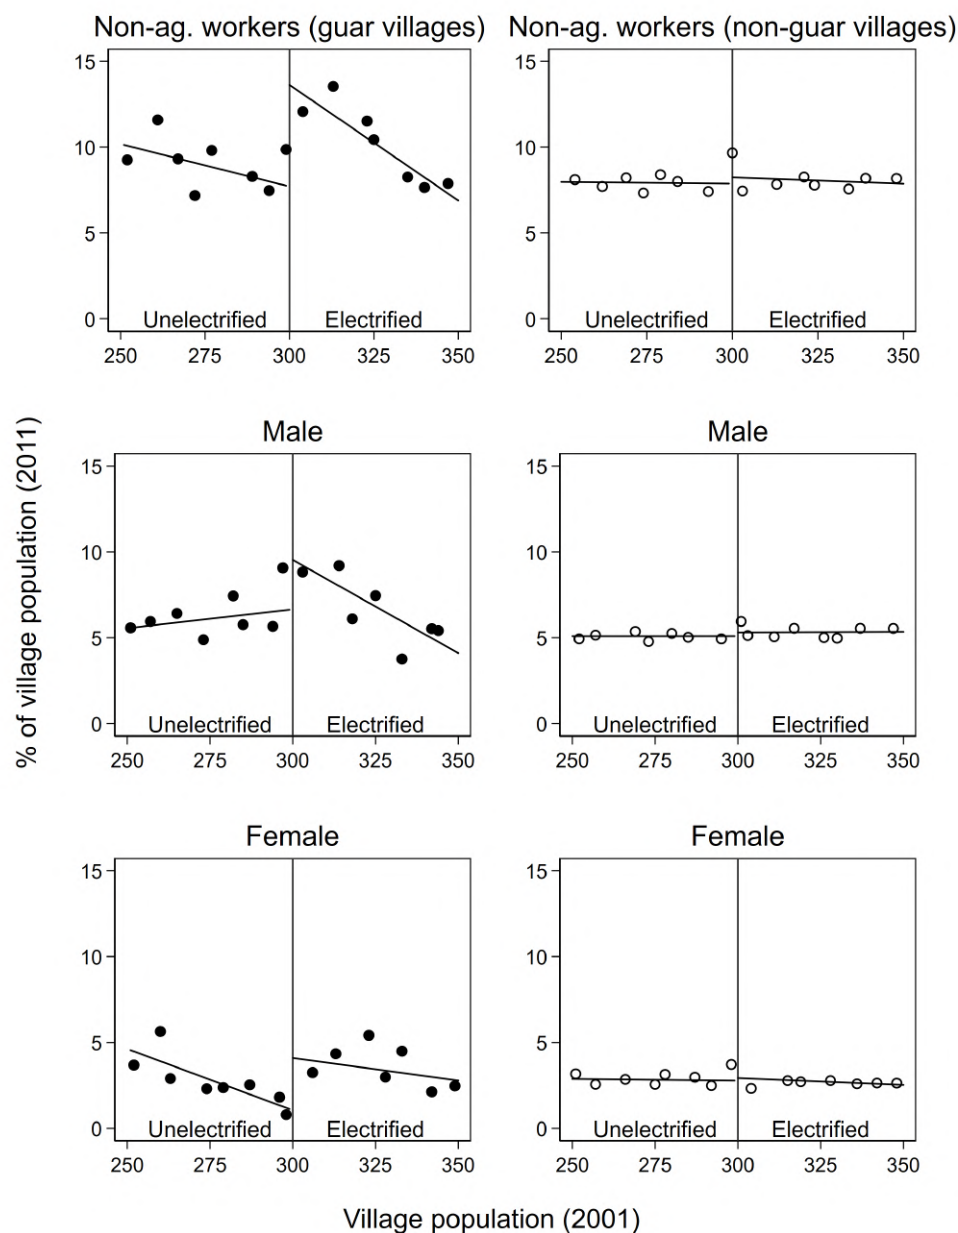 Non-ag. workers (guar villages)
Non-ag. workers (non-guar villages)
15
10
5
0
Unelectrified
Electrified
250 275 300 325 350
15
10
5
0
Unelectrified
Electrified
250 275 300 325 350
% of village population (2011)
Male
Male
15
10
5
0
Unelectrified
Electrified
250 275 300 325 350
15
10
5
0
Unelectrified
Electrified
250 275 300 325 350
Female
Female
15
10
5
0
Unelectrified
Electrified
250 275 300 325 350
15
10
5
0
Unelectrified
Electrified
250 275 300 325 350
Village population (2001)